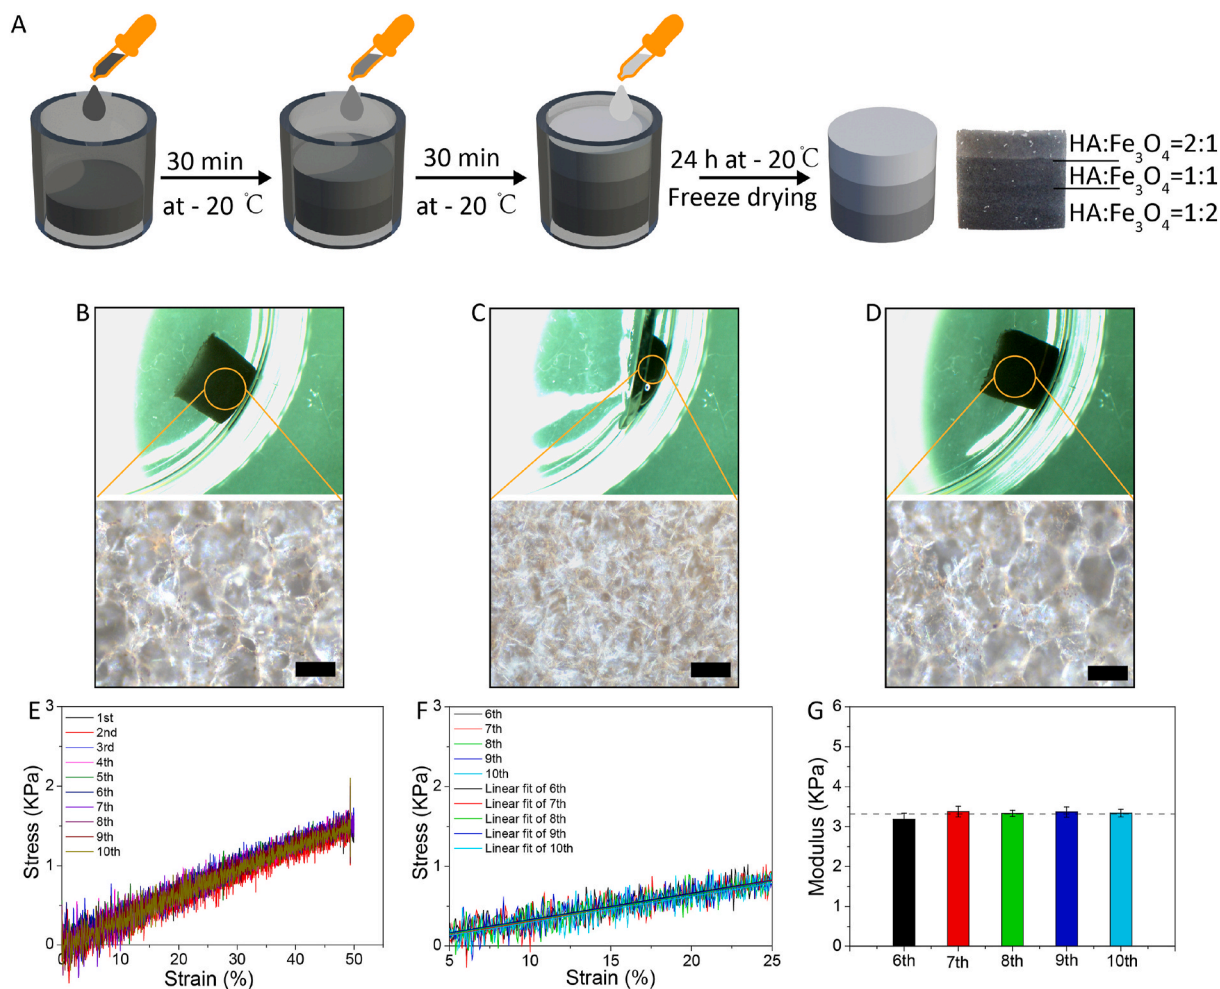 A
30 min
at - 20 ℃
30 min
at - 20 ℃
24 h at - 20℃
Freeze drying
HA:Fe₃O₄=2:1
HA:Fe₃O₄=1:1
HA:Fe₃O₄=1:2
B
C
D
E
3
2
1
0
Stress (KPa)
1st
2nd
3rd
4th
5th
6th
7th
8th
9th
10th
0 10 20 30 40 50
Strain (%)
F
3
2
1
0
Stress (KPa)
6th
7th
8th
9th
10th
Linear fit of 6th
Linear fit of 7th
Linear fit of 8th
Linear fit of 9th
Linear fit of 10th
5 10 15 20 25
Strain (%)
G
6
5
4
3
2
1
0
Modulus (KPa)
6th 7th 8th 9th 10th